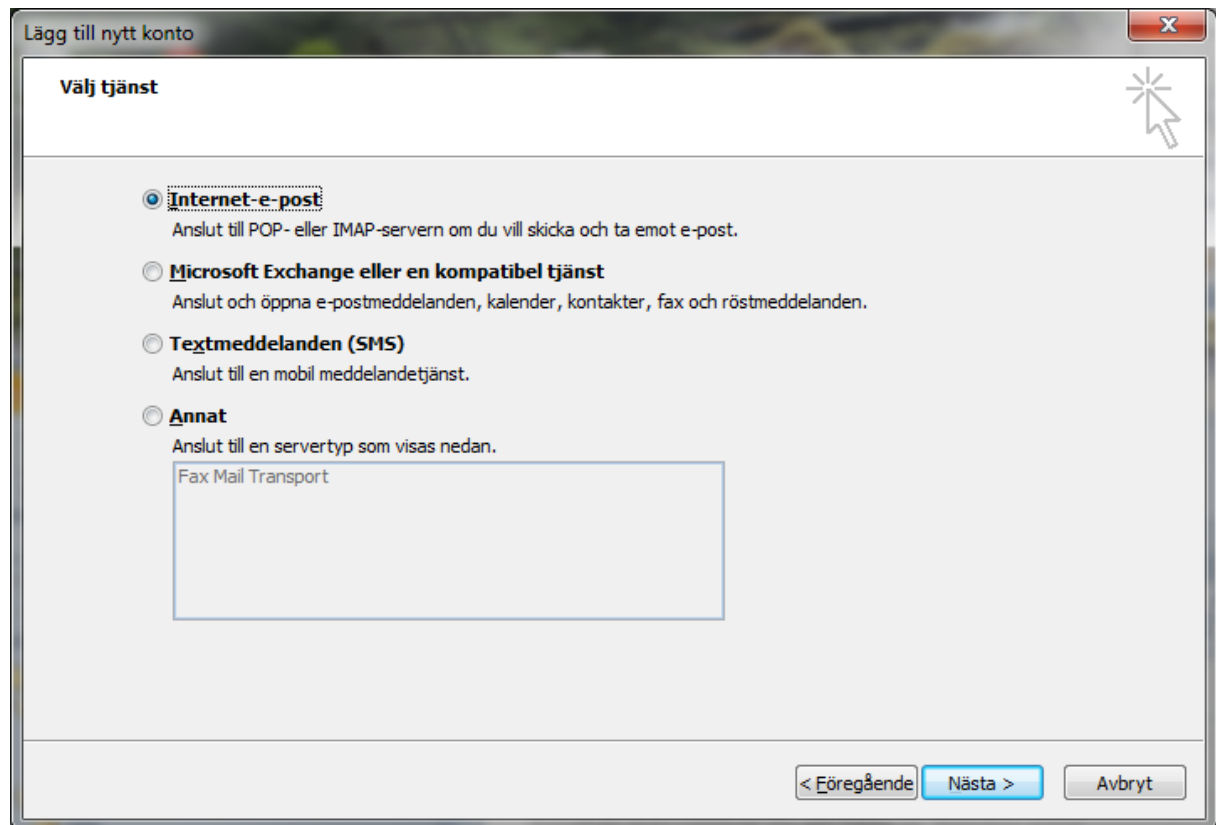 Lägg till nytt konto
Välj tjänst
Internet-e-post
Anslut till POP- eller IMAP-servern om du vill skicka och ta emot e-post.
Microsoft Exchange eller en kompatibel tjänst
Anslut och öppna e-postmeddelanden, kalender, kontakter, fax och röstmeddelanden.
Textmeddelanden (SMS)
Anslut till en mobil meddelandetjänst.
Annat
Anslut till en servertyp som visas nedan.
Fax Mail Transport
< Föregående Nästa > Avbryt